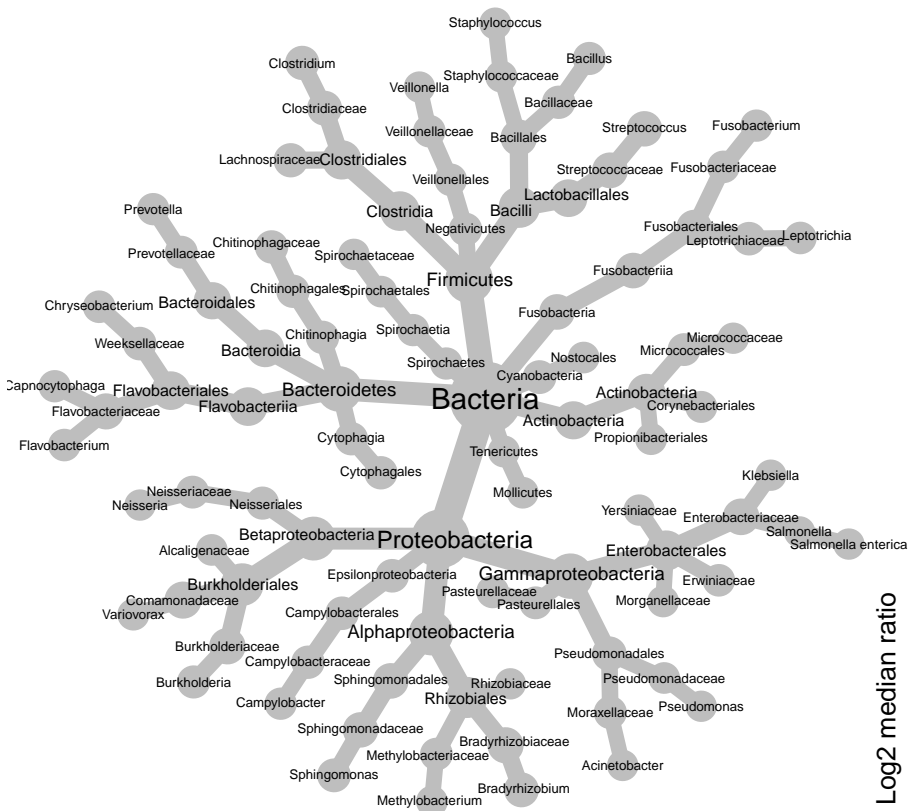 Staphylococcus
Clostridium
Bacillus
Veillonella
Staphylococcaceae
Clostridiaceae
Bacillaceae
Veillonellaceae
Bacillales
Streptococcus
Fusobacterium
Lachnospiraceae
Clostridiales
Streptococcaceae
Fusobacteriaceae
Veillonellales
Lactobacillales
Prevotella
Clostridia
Bacilli
Negativicutes
Fusobacteriales
Leptotrichiaceae
Leptotrichia
Chitinophagaceae
Prevotellaceae
Spirochaetaceae
Fusobacteriia
Firmicutes
Chitinophagales
Spirochaetales
Bacteroidales
Chryseobacterium
Fusobacteria
Chitinophagia
Spirochaetia
Micrococcaceae
Weeksellaceae
Bacteroidia
Micrococcales
Nostocales
Spirochaetes
Cyanobacteria
Capnocytophaga
Flavobacteriales
Bacteroidetes
Bacteria
Actinobacteria
Flavobacteriia
Corynebacteriales
Flavobacteriaceae
Actinobacteria
Flavobacterium
Cytophagia
Propionibacteriales
Tenericutes
Cytophagales
Klebsiella
Neisseriaceae
Mollicutes
Neisseria
Neisseriales
Yersiniaceae
Enterobacteriaceae
Betaproteobacteria
Proteobacteria
Salmonella
Salmonella enterica
Alcaligenaceae
Enterobacterales
Epsilonproteobacteria
Gammaproteobacteria
Burkholderiales
Erwiniaceae
Pasteurellaceae
Comamonadaceae
Pasteurellales
Morganellaceae
Variovorax
Campylobacterales
Alphaproteobacteria
Burkholderiaceae
Pseudomonadales
Campylobacteraceae
Burkholderia
Sphingomonadales
Rhizobiaceae
Pseudomonadaceae
Campylobacter
Rhizobiales
Pseudomonas
Moraxellaceae
Sphingomonadaceae
Bradyrhizobiaceae
Methylobacteriaceae
Acinetobacter
Sphingomonas
Bradyrhizobium
Methylobacterium
Log2 median ratio